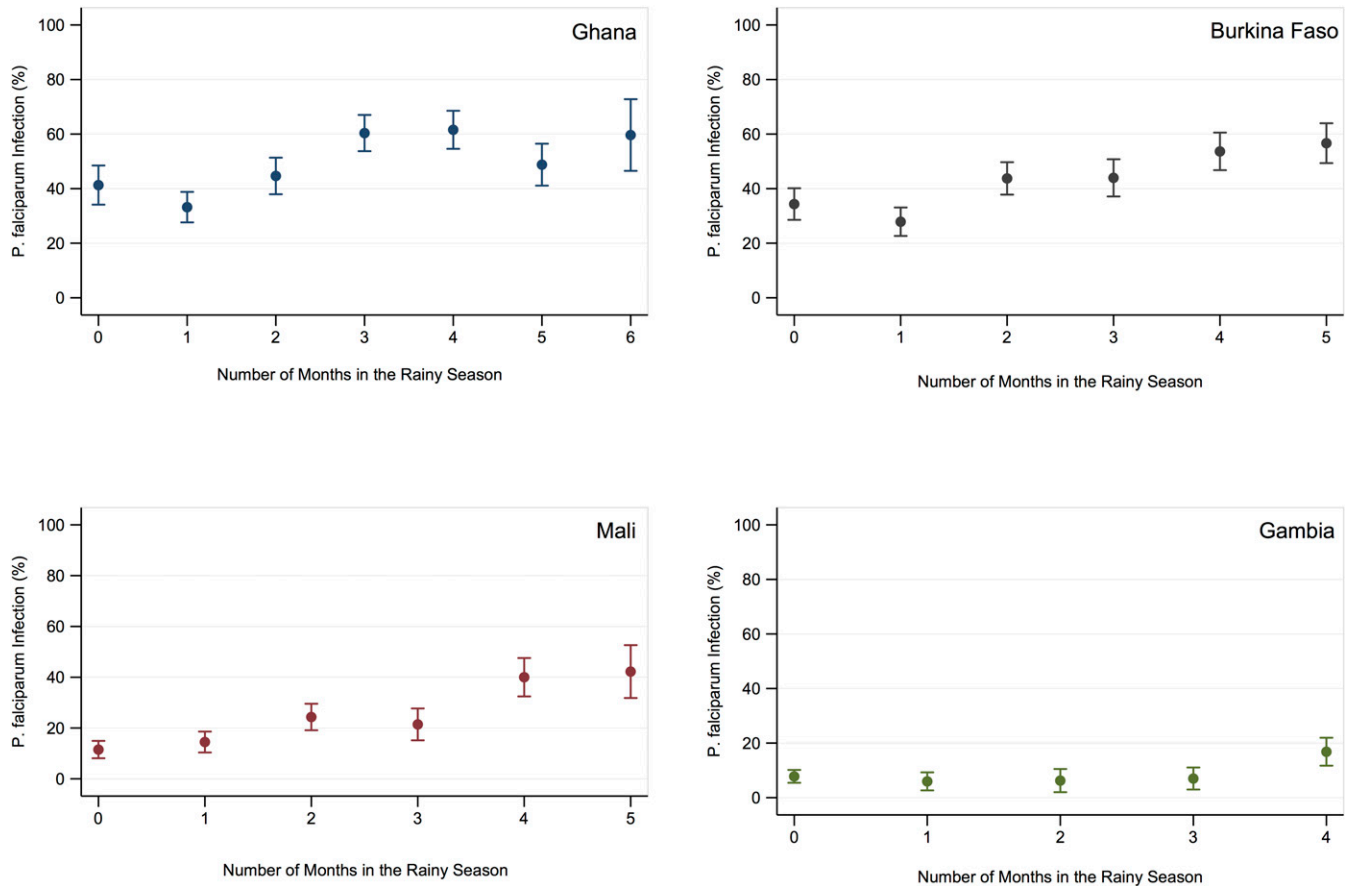 Ghana
P. falciparum Infection (%)
100
80
60
40
20
0
0 1 2 3 4 5 6
Number of Months in the Rainy Season
Burkina Faso
P. falciparum Infection (%)
100
80
60
40
20
0
0 1 2 3 4 5
Number of Months in the Rainy Season
Mali
P. falciparum Infection (%)
100
80
60
40
20
0
0 1 2 3 4 5
Number of Months in the Rainy Season
Gambia
P. falciparum Infection (%)
100
80
60
40
20
0
0 1 2 3 4
Number of Months in the Rainy Season